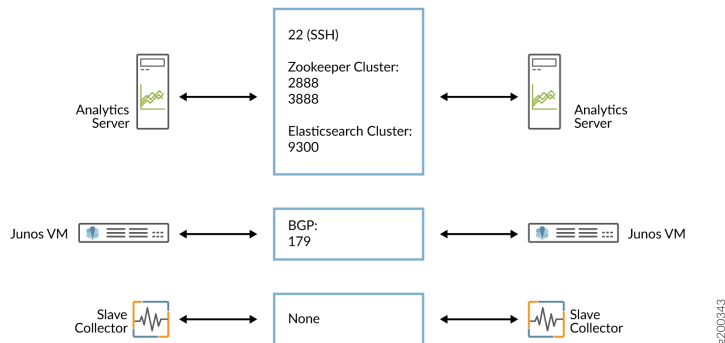 22 (SSH)
Zookeeper Cluster:
2888
3888
Elasticsearch Cluster:
9300
Analytics
Server
Analytics
Server
Junos VM
BGP:
179
Junos VM
Slave
Collector
None
Slave
Collector
g200343